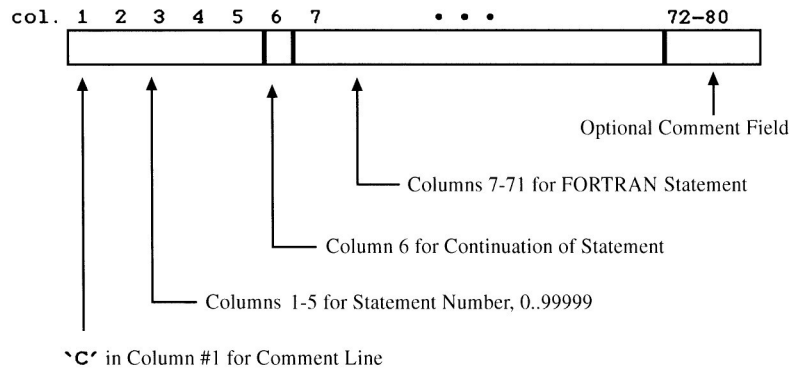 col. 1 2 3 4 5 6 7 • • • 72-80
Optional Comment Field
Columns 7-71 for FORTRAN Statement
Column 6 for Continuation of Statement
Columns 1-5 for Statement Number, 0..99999
‵C′ in Column #1 for Comment Line